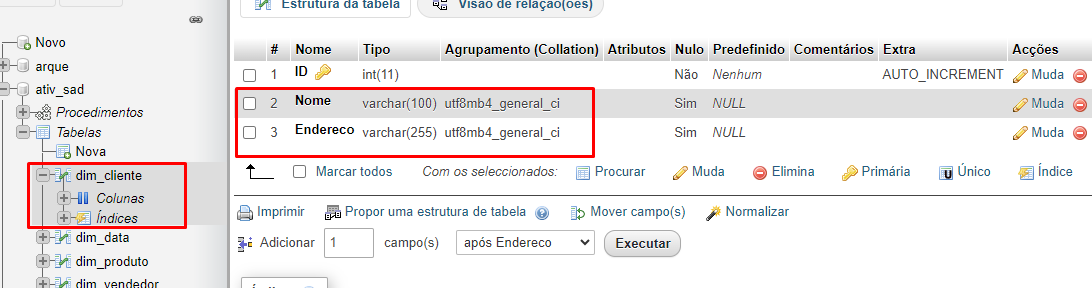 Novo
arque
ativ_sad
Procedimentos
Tabelas
Nova
dim_cliente
Colunas
Índices
dim_data
dim_produto
dim_vendedor
Estrutura da tabela
Visão de relação(ões)
# Nome Tipo Agrupamento (Collation) Atributos Nulo Predefinido Comentários Extra Acções
1 ID int(11) Não Nenhum AUTO_INCREMENT Muda
2 Nome varchar(100) utf8mb4_general_ci Sim NULL Muda
3 Endereco varchar(255) utf8mb4_general_ci Sim NULL Muda
Marcar todos Com os seleccionados: Procurar Muda Elimina Primária Único Índice
Imprimir Propor uma estrutura de tabela Mover campo(s) Normalizar
Adicionar 1 campo(s) após Endereco Executar